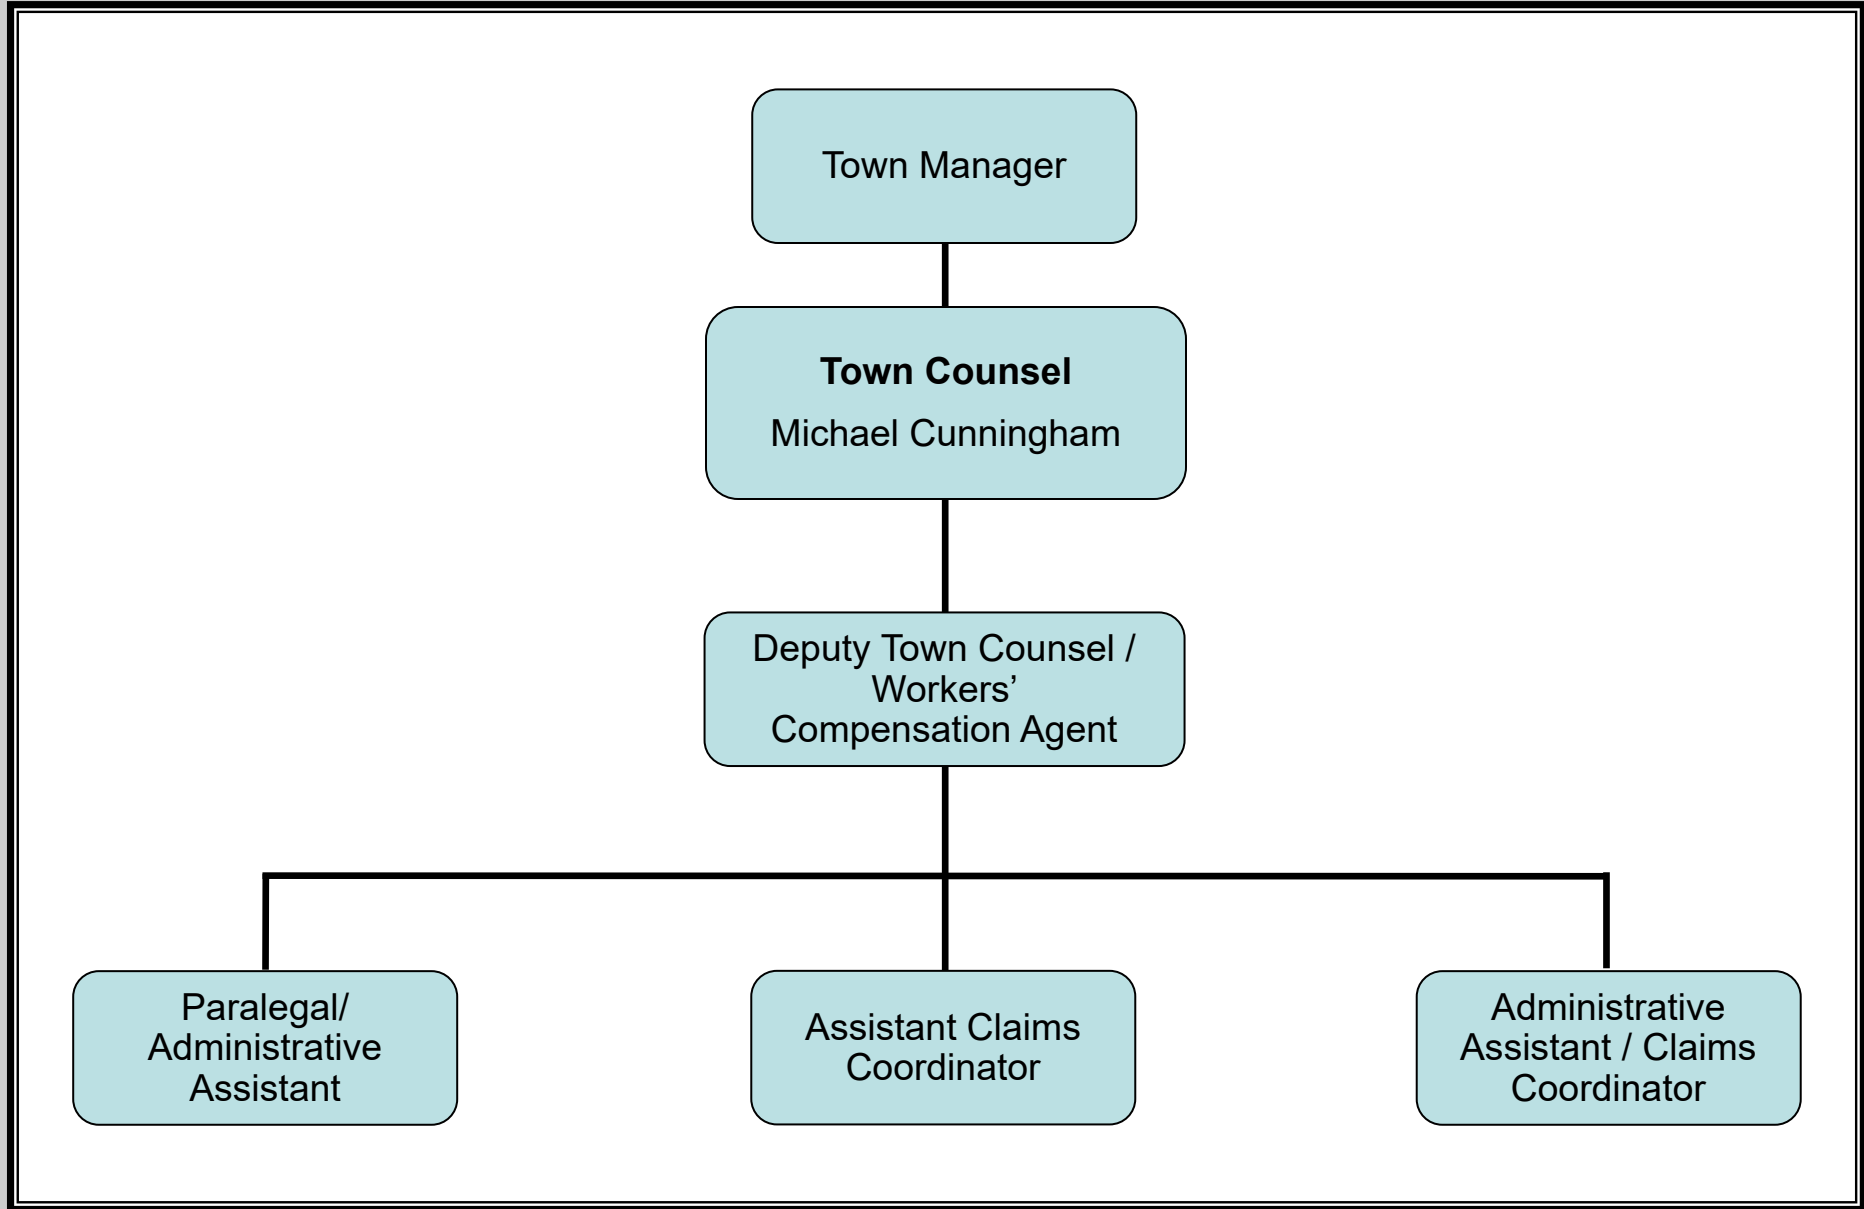 Town Manager
Town Counsel
Michael Cunningham
Deputy Town Counsel /
Workers’
Compensation Agent
Paralegal/
Administrative
Assistant
Assistant Claims
Coordinator
Administrative
Assistant / Claims
Coordinator